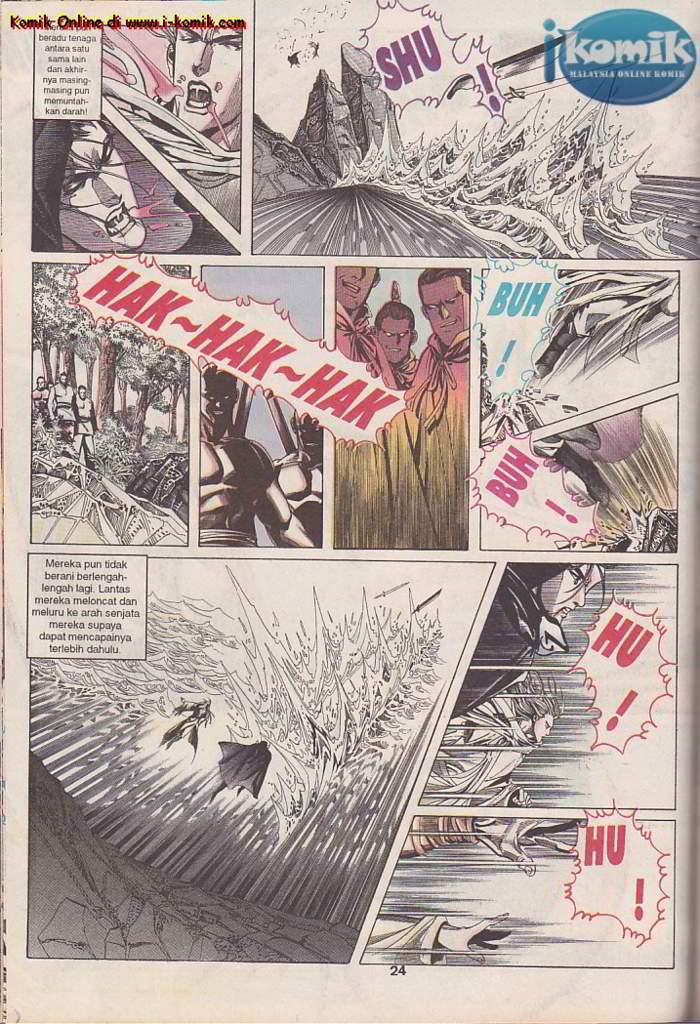 Komik Online di www.i-komik.com
beradu tenaga
antara satu
sama lain
dan akhir-
nya masing-
masing pun
memuntah-
kan darah!
SHU
!
ikomik
MALAYSIA ONLINE KOMIK
HAK~HAK~HAK
BUH
!
BUH
!
Mereka pun tidak
berani berlengah-
lengah lagi. Lantas
mereka meloncat dan
meluru ke arah senjata
mereka supaya
dapat mencapainya
terlebih dahulu.
HU
!
HU
!
24